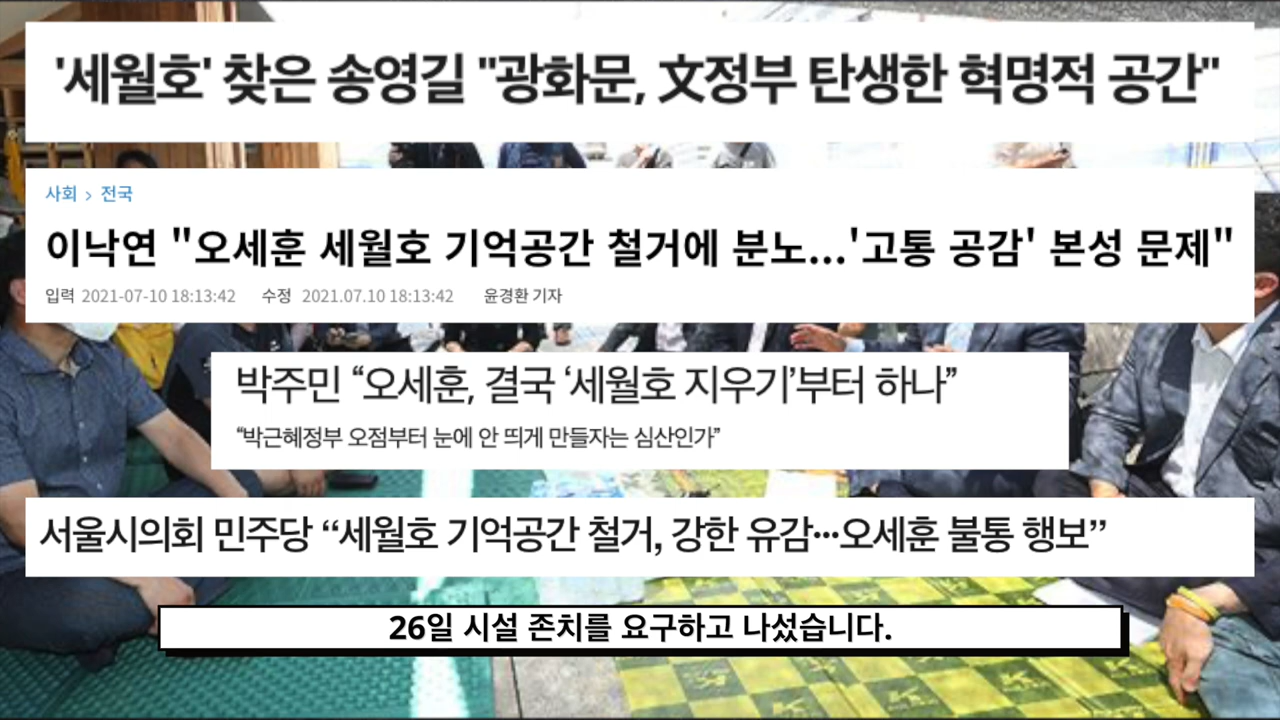 '세월호' 찾은 송영길 "광화문, 文정부 탄생한 혁명적 공간"
사회 > 전국
이낙연 "오세훈 세월호 기억공간 철거에 분노...'고통 공감' 본성 문제"
입력 2021-07-10 18:13:42 수정 2021.07.10 18:13:42 윤경환 기자
박주민 “오세훈, 결국 ‘세월호 지우기’부터 하나”
“박근혜정부 오점부터 눈에 안 띄게 만들자는 심산인가”
서울시의회 민주당 “세월호 기억공간 철거, 강한 유감…오세훈 불통 행보”
26일 시설 존치를 요구하고 나섰습니다.